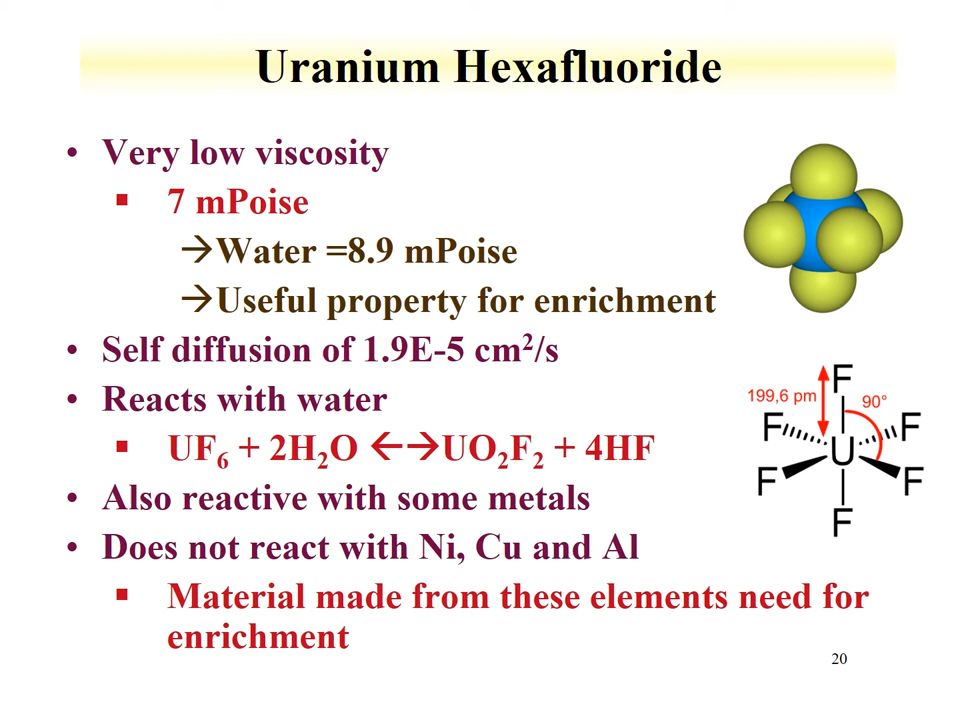 Uranium Hexafluoride
• Very low viscosity
▪ 7 mPoise
→Water =8.9 mPoise
→Useful property for enrichment
• Self diffusion of 1.9E-5 cm²/s
• Reacts with water
▪ UF₆ + 2H₂O ←→UO₂F₂ + 4HF
• Also reactive with some metals
• Does not react with Ni, Cu and Al
▪ Material made from these elements need for
enrichment
F
199,6 pm
90°
F
F
U
F
F
F
20